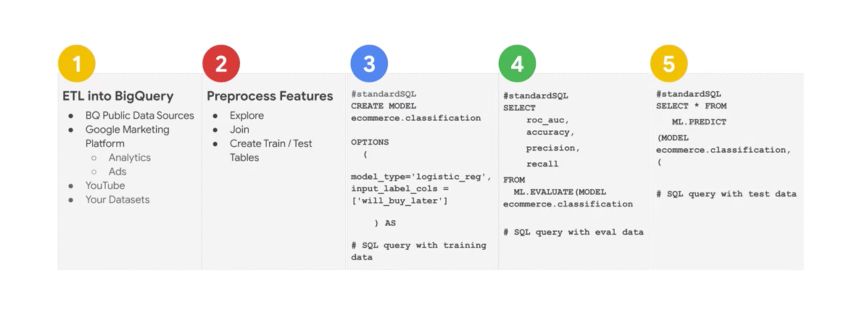 1
ETL into BigQuery
● BQ Public Data Sources
● Google Marketing
Platform
○ Analytics
○ Ads
● YouTube
● Your Datasets
2
Preprocess Features
● Explore
● Join
● Create Train / Test
Tables
3
#standardSQL
CREATE MODEL
ecommerce.classification
OPTIONS
(
model_type='logistic_reg',
input_label_cols =
['will_buy_later']
) AS
# SQL query with training
data
4
#standardSQL
SELECT
roc_auc,
accuracy,
precision,
recall
FROM
ML.EVALUATE(MODEL
ecommerce.classification
# SQL query with eval data
5
#standardSQL
SELECT * FROM
ML.PREDICT
(MODEL
ecommerce.classification,
(
# SQL query with test data